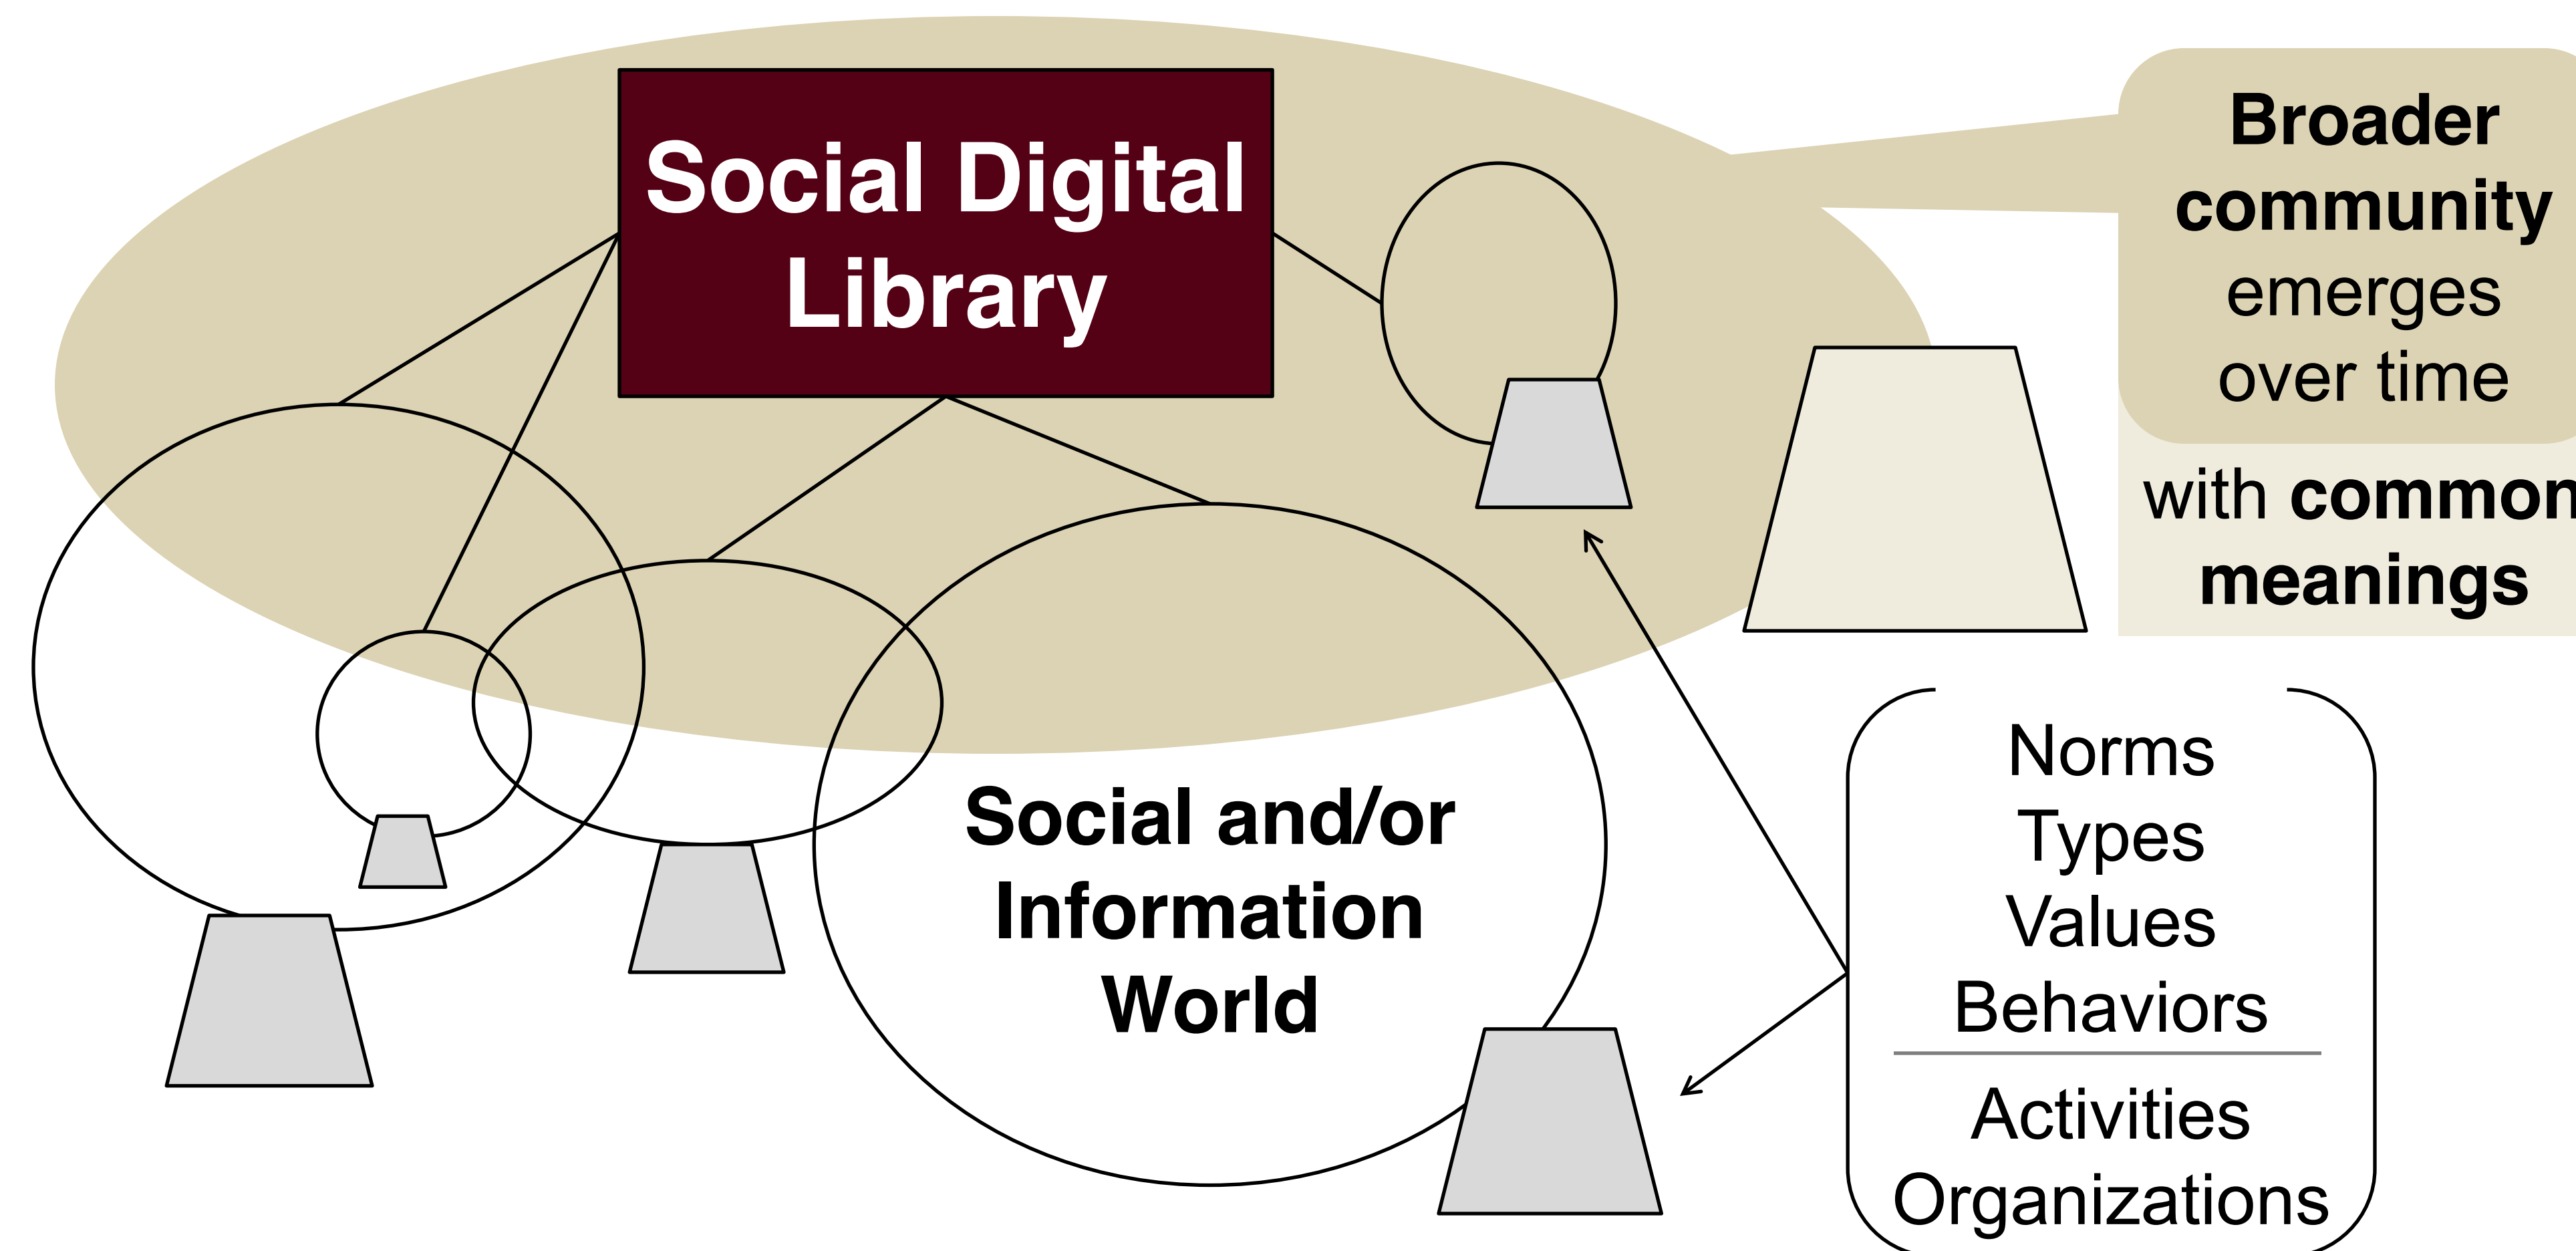 Social Digital
Library
Broader
community
emerges
over time
with common
meanings
Social and/or
Information
World
Norms
Types
Values
Behaviors
Activities
Organizations